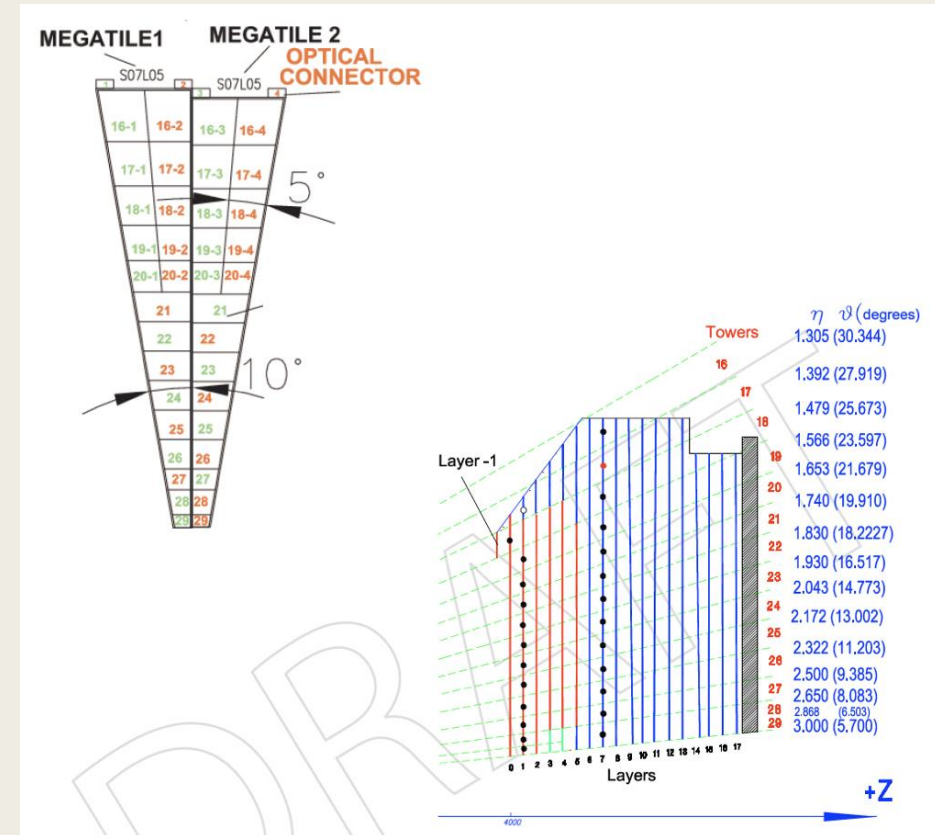 MEGATILE1
MEGATILE 2
OPTICAL
CONNECTOR
S07L05
S07L05
1 2 3 4
16-1 16-2 16-3 16-4
17-1 17-2 17-3 17-4
5°
18-1 18-2 18-3 18-4
19-1 19-2 19-3 19-4
20-1 20-2 20-3 20-4
21 21
22 22
23 23
10°
24 24
25 25
26 26
27 27
28 28
29 29
η ϑ (degrees)
Towers
1.305 (30.344)
16
1.392 (27.919)
17
1.479 (25.673)
18
1.566 (23.597)
19
1.653 (21.679)
20
1.740 (19.910)
21
1.830 (18.2227)
22
1.930 (16.517)
23
2.043 (14.773)
24
2.172 (13.002)
25
2.322 (11.203)
26
2.500 (9.385)
27
2.650 (8.083)
28
2.868 (6.503)
29
3.000 (5.700)
Layer -1
0 1 2 3 4 5 6 7 8 9 10 11 12 13 14 15 16 17
Layers
+Z
4000
DRAFT